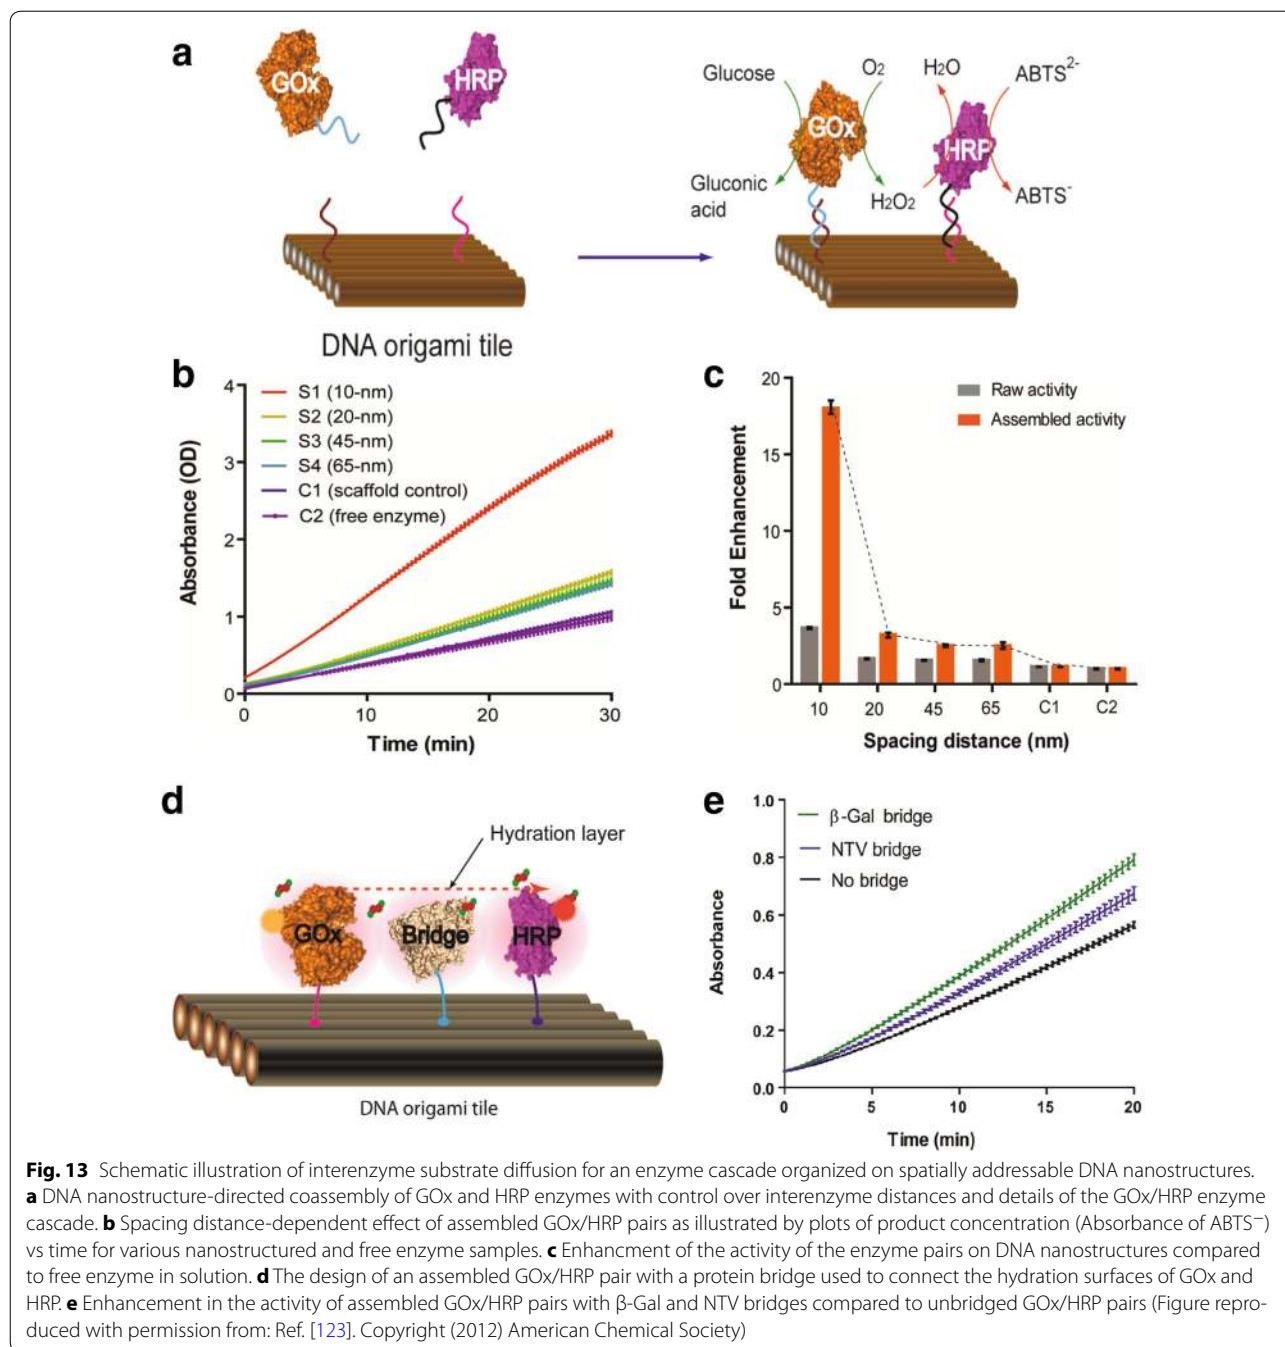 a
GOx
HRP
Glucose
O2
H2O
ABTS2-
GOx
HRP
Gluconic
acid
H2O2
ABTS-
DNA origami tile
b
4
3
2
1
0
Absorbance (OD)
S1 (10-nm)
S2 (20-nm)
S3 (45-nm)
S4 (65-nm)
C1 (scaffold control)
C2 (free enzyme)
0
10
20
30
Time (min)
c
20
15
10
5
0
Fold Enhancement
Raw activity
Assembled activity
10
20
45
65
C1
C2
Spacing distance (nm)
d
Hydration layer
GOx
Bridge
HRP
DNA origami tile
e
1.0
0.8
0.6
0.4
0.2
0.0
Absorbance
β-Gal bridge
NTV bridge
No bridge
0
5
10
15
20
Time (min)
Fig. 13 Schematic illustration of interenzyme substrate diffusion for an enzyme cascade organized on spatially addressable DNA nanostructures.
a DNA nanostructure-directed coassembly of GOx and HRP enzymes with control over interenzyme distances and details of the GOx/HRP enzyme
cascade. b Spacing distance-dependent effect of assembled GOx/HRP pairs as illustrated by plots of product concentration (Absorbance of ABTS−)
vs time for various nanostructured and free enzyme samples. c Enhancment of the activity of the enzyme pairs on DNA nanostructures compared
to free enzyme in solution. d The design of an assembled GOx/HRP pair with a protein bridge used to connect the hydration surfaces of GOx and
HRP. e Enhancement in the activity of assembled GOx/HRP pairs with β-Gal and NTV bridges compared to unbridged GOx/HRP pairs (Figure repro-
duced with permission from: Ref. [123]. Copyright (2012) American Chemical Society)